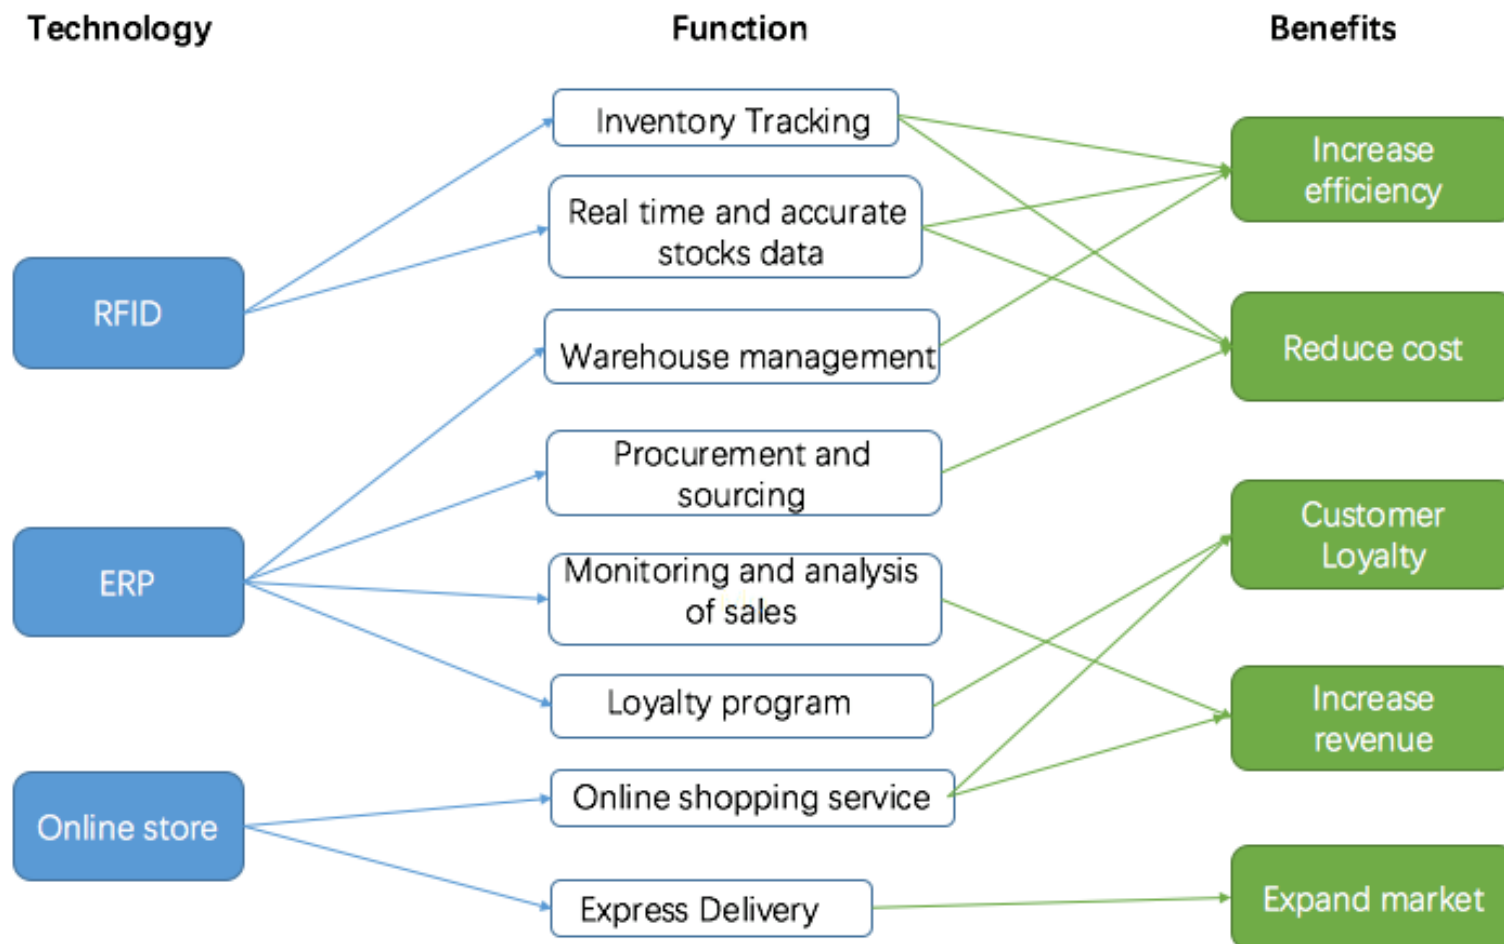 Technology
Function
Benefits
Inventory Tracking
Real time and accurate
stocks data
Warehouse management
Procurement and
sourcing
Monitoring and analysis
of sales
Loyalty program
Online shopping service
Express Delivery
RFID
ERP
Online store
Increase
efficiency
Reduce cost
Customer
Loyalty
Increase
revenue
Expand market